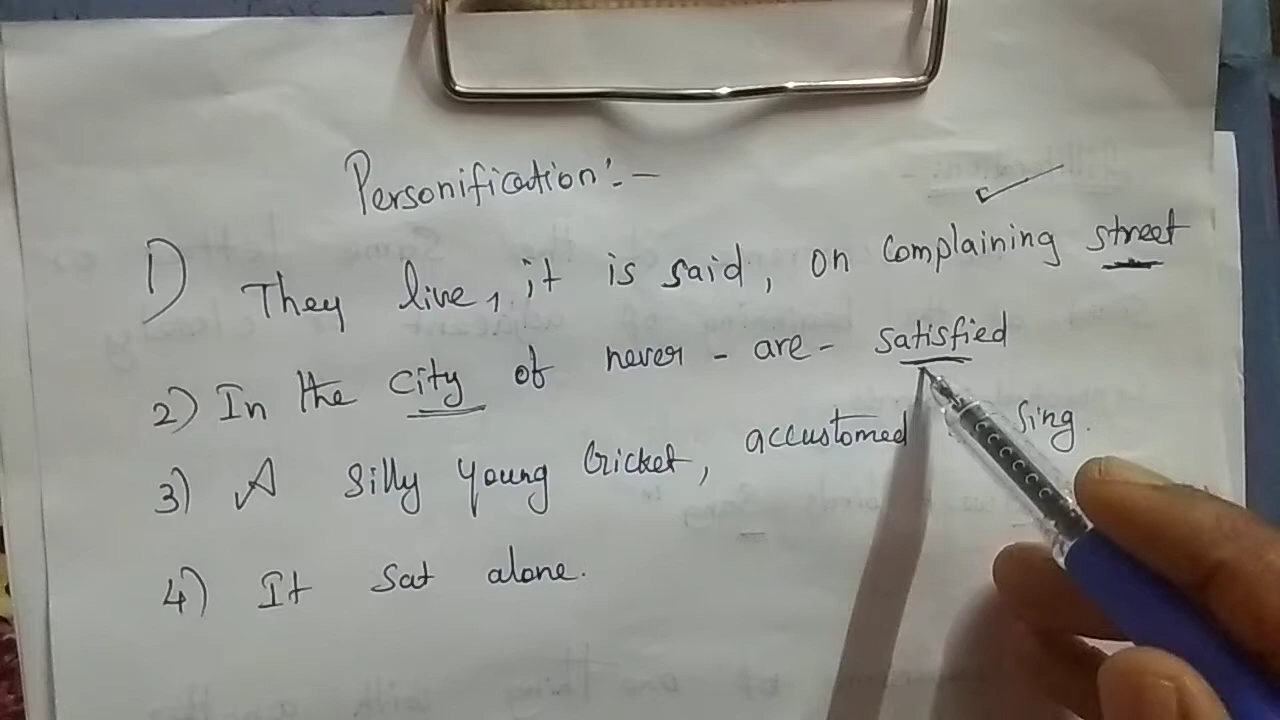 Personification:-
1) They live, it is said, on complaining street
2) In the city of never - are - satisfied
3) A silly young cricket, accustomed sing.
4) It sat alone.